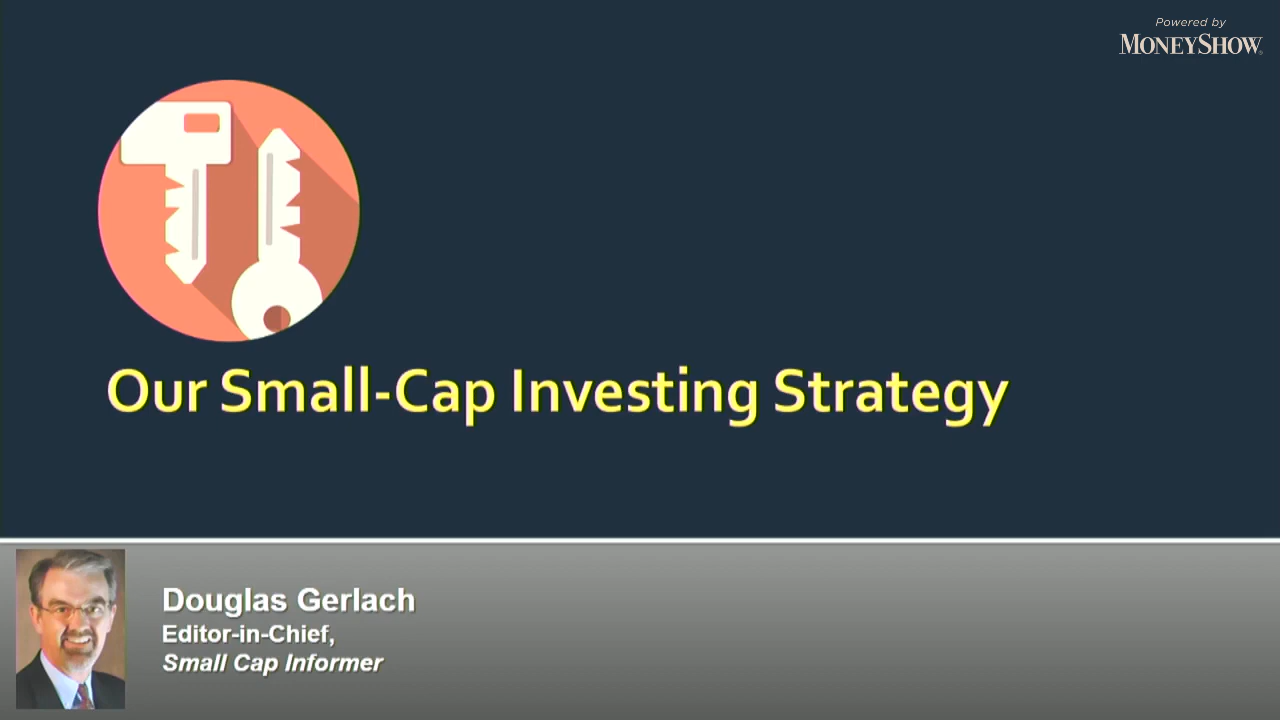 Powered by
MONEYSHOW
Our Small-Cap Investing Strategy
Douglas Gerlach
Editor-in-Chief,
Small Cap Informer